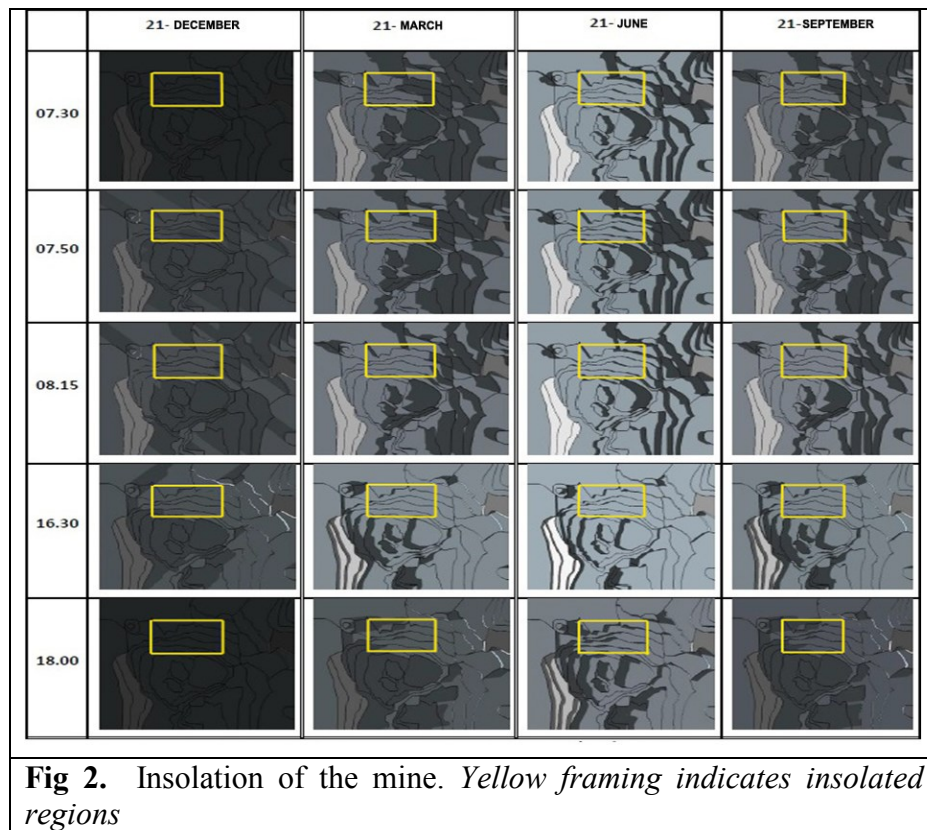 21- DECEMBER 21- MARCH 21- JUNE 21- SEPTEMBER
07.30
07.50
08.15
16.30
18.00
Fig 2. Insolation of the mine. Yellow framing indicates insolated
regions